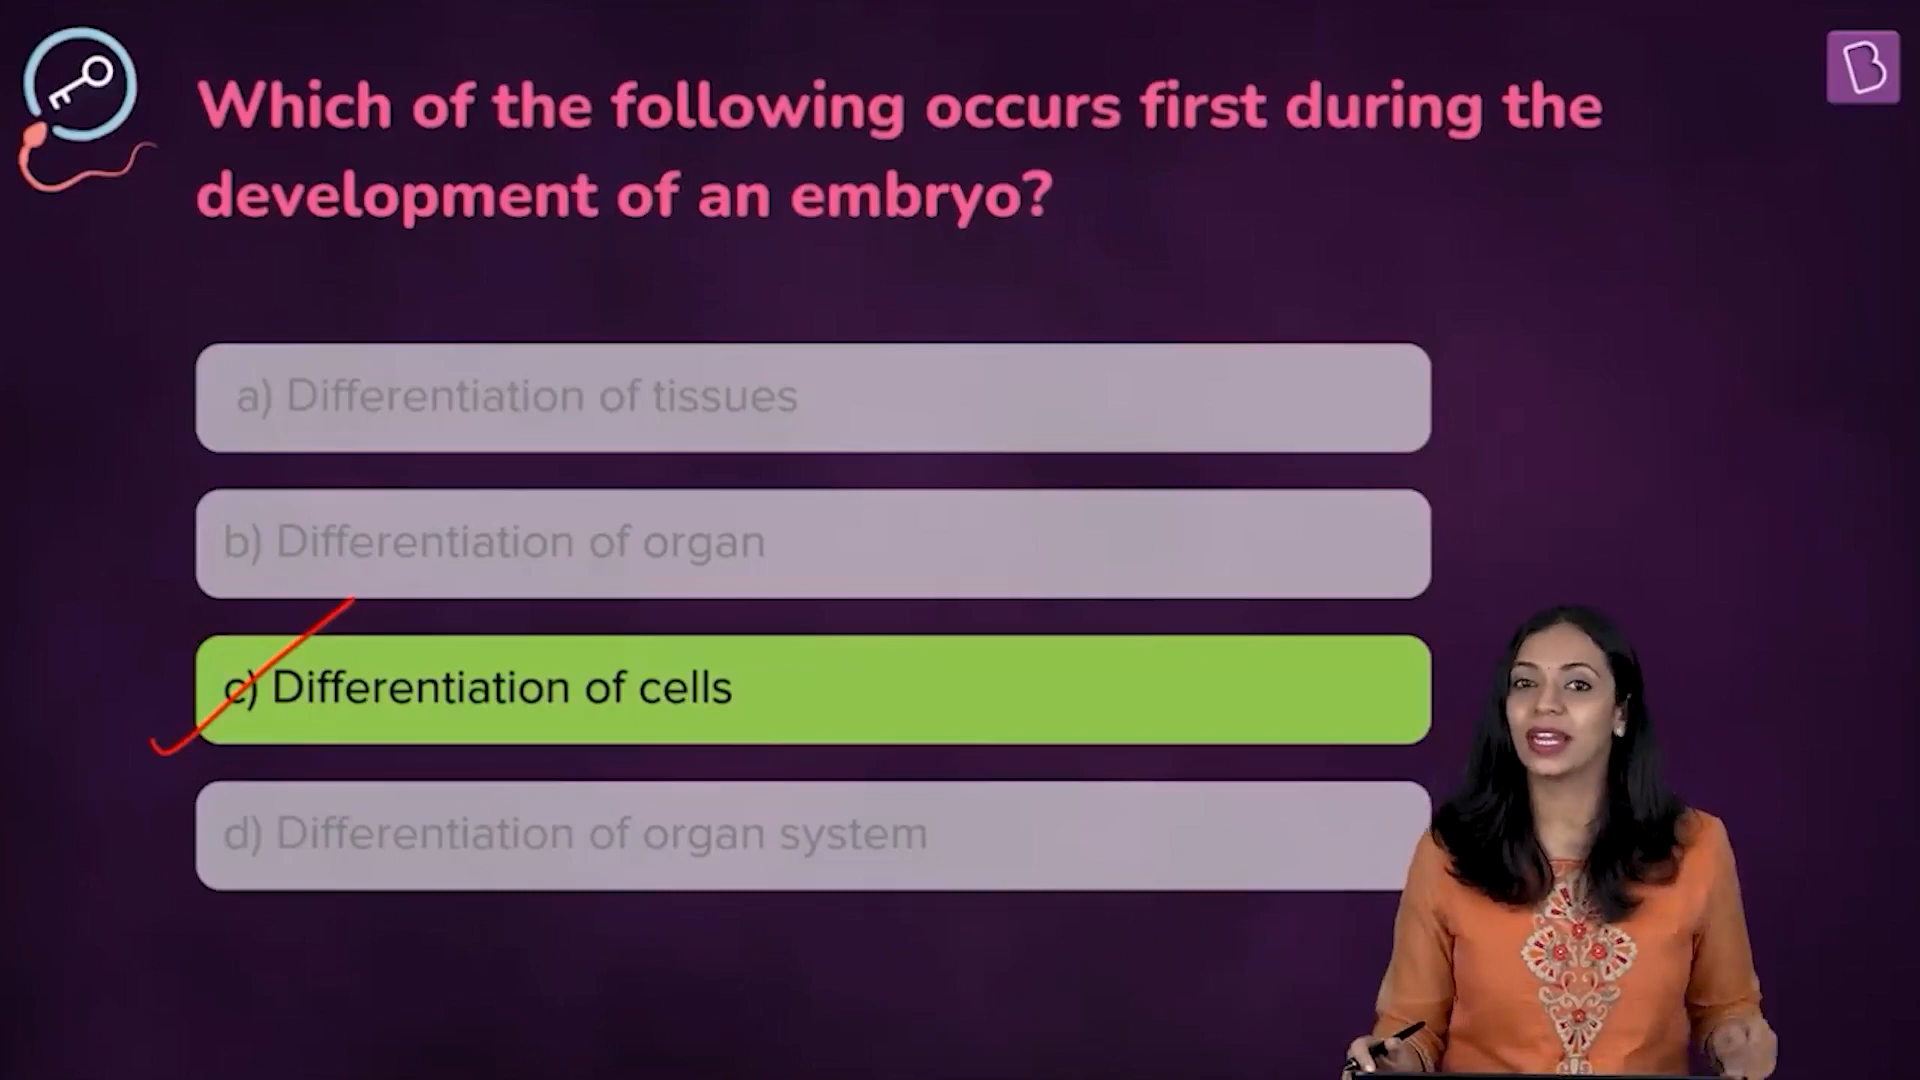 Which of the following occurs first during the
development of an embryo?
a) Differentiation of tissues
b) Differentiation of organ
c) Differentiation of cells
d) Differentiation of organ system
B